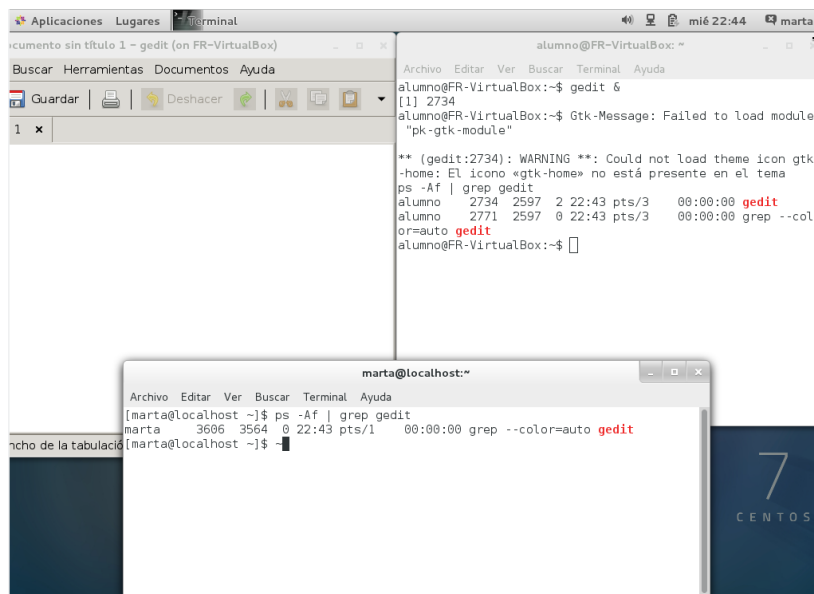 Aplicaciones Lugares Terminal mié 22:44 marta
ocumento sin título 1 - gedit (on FR-VirtualBox)
Buscar Herramientas Documentos Ayuda
Guardar Deshacer
1 ×
alumno@FR-VirtualBox: ~
Archivo Editar Ver Buscar Terminal Ayuda
alumno@FR-VirtualBox:~$ gedit &
[1] 2734
alumno@FR-VirtualBox:~$ Gtk-Message: Failed to load module
"pk-gtk-module"
** (gedit:2734): WARNING **: Could not load theme icon gtk
-home: El icono «gtk-home» no está presente en el tema
ps -Af | grep gedit
alumno 2734 2597 2 22:43 pts/3 00:00:00 gedit
alumno 2771 2597 0 22:43 pts/3 00:00:00 grep --col
or=auto gedit
alumno@FR-VirtualBox:~$
marta@localhost:~
Archivo Editar Ver Buscar Terminal Ayuda
[marta@localhost ~]$ ps -Af | grep gedit
marta 3606 3564 0 22:43 pts/1 00:00:00 grep --color=auto gedit
[marta@localhost ~]$ ~
ncho de la tabulació
7
CENTOS